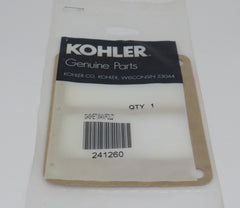 KOHLER
Genuine Parts
KOHLER CO. KOHLER, WISCONSIN 53044
QTY 1
241260